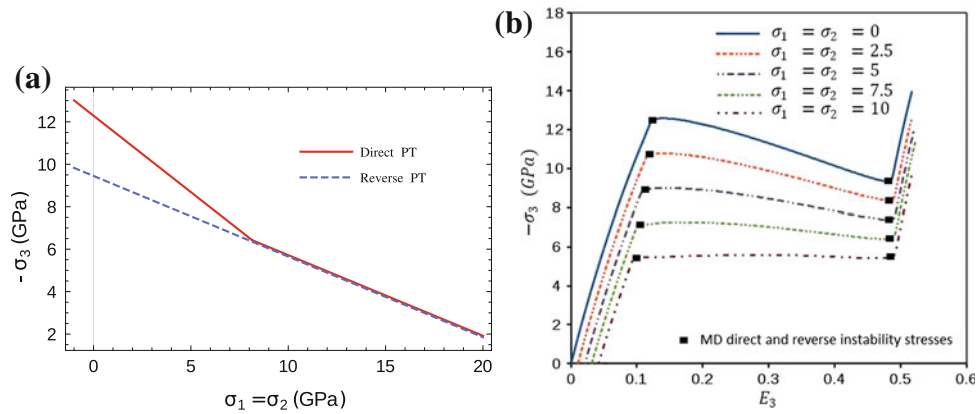 (a)
12
10
8
6
4
2
0
5
10
15
20
- σ3 (GPa)
σ1 =σ2 (GPa)
Direct PT
Reverse PT
(b)
18
16
14
12
10
8
6
4
2
0
0
0.1
0.2
0.3
0.4
0.5
0.6
−σ3 (GPa)
E3
σ1 = σ2 = 0
σ1 = σ2 = 2.5
σ1 = σ2 = 5
σ1 = σ2 = 7.5
σ1 = σ2 = 10
MD direct and reverse instability stresses